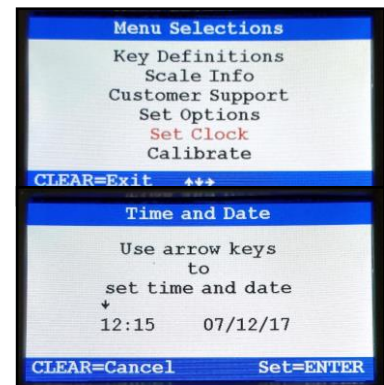 Menu Selections
Key Definitions
Scale Info
Customer Support
Set Options
Set Clock
Calibrate
CLEAR=Exit ↑↓→
Time and Date
Use arrow keys
to
set time and date
↓
12:15 07/12/17
CLEAR=Cancel Set=ENTER